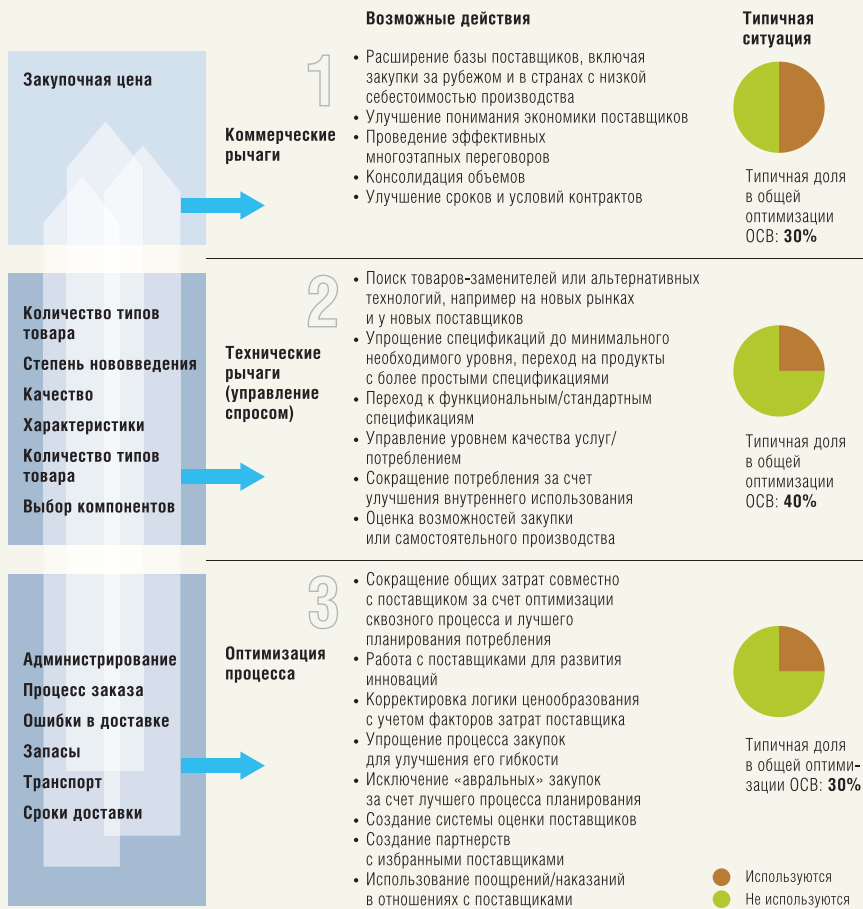 Возможные действия
Типичная
ситуация
Закупочная цена
1
Коммерческие
рычаги
• Расширение базы поставщиков, включая
закупки за рубежом и в странах с низкой
себестоимостью производства
• Улучшение понимания экономики поставщиков
• Проведение эффективных
многоэтапных переговоров
• Консолидация объемов
• Улучшение сроков и условий контрактов
Типичная доля
в общей
оптимизации
ОСВ: 30%
Количество типов
товара
Степень нововведения
Качество
Характеристики
Количество типов
товара
Выбор компонентов
2
Технические
рычаги
(управление
спросом)
• Поиск товаров-заменителей или альтернативных
технологий, например на новых рынках
и у новых поставщиков
• Упрощение спецификаций до минимального
необходимого уровня, переход на продукты
с более простыми спецификациями
• Переход к функциональным/стандартным
спецификациям
• Управление уровнем качества услуг/
потреблением
• Сокращение потребления за счет
улучшения внутреннего использования
• Оценка возможностей закупки
или самостоятельного производства
Типичная доля
в общей
оптимизации
ОСВ: 40%
Администрирование
Процесс заказа
Ошибки в доставке
Запасы
Транспорт
Сроки доставки
3
Оптимизация
процесса
• Сокращение общих затрат совместно
с поставщиком за счет оптимизации
сквозного процесса и лучшего
планирования потребления
• Работа с поставщиками для развития
инноваций
• Корректировка логики ценообразования
с учетом факторов затрат поставщика
• Упрощение процесса закупок
для улучшения его гибкости
• Исключение «авральных» закупок
за счет лучшего процесса планирования
• Создание системы оценки поставщиков
• Создание партнерств
с избранными поставщиками
• Использование поощрений/наказаний
в отношениях с поставщиками
Типичная доля
в общей оптими-
зации ОСВ: 30%
Используются
Не используются